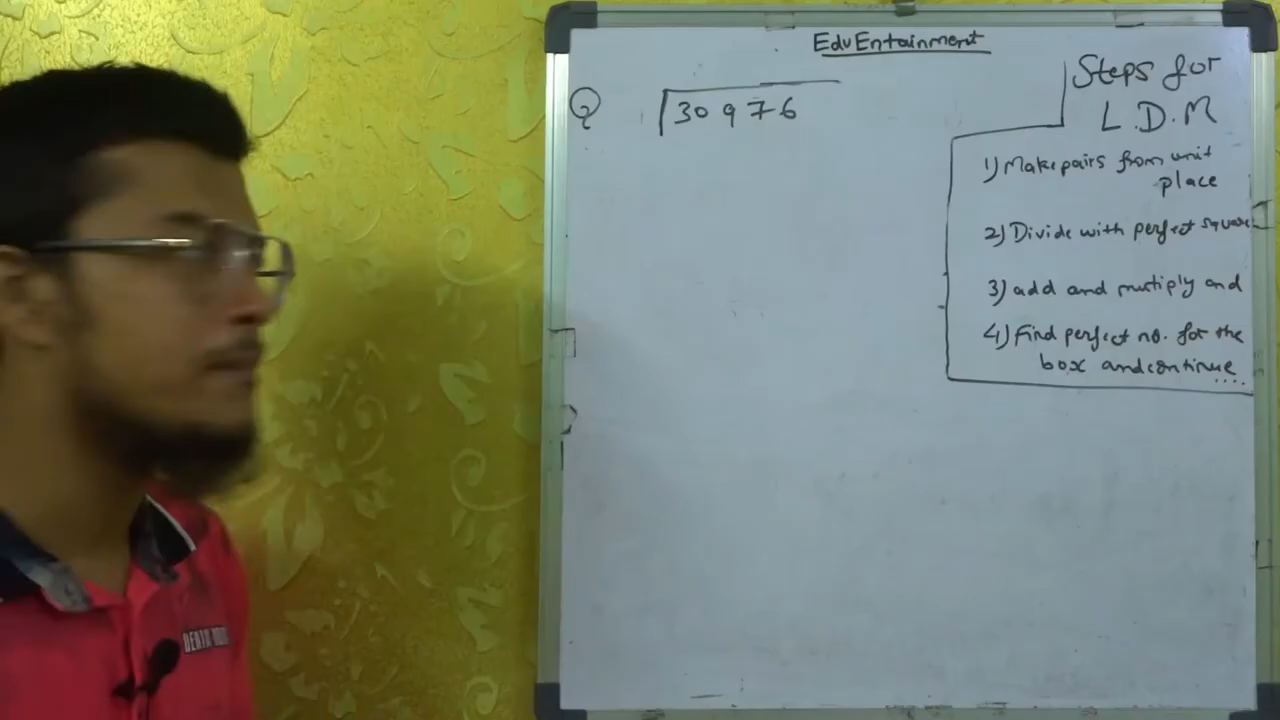 EduEntainment
Q 30976
Steps for
L.D.M
1) Make pairs from unit
place
2) Divide with perfect square
3) add and multiply and
4) Find perfect no. for the
box and continue
....